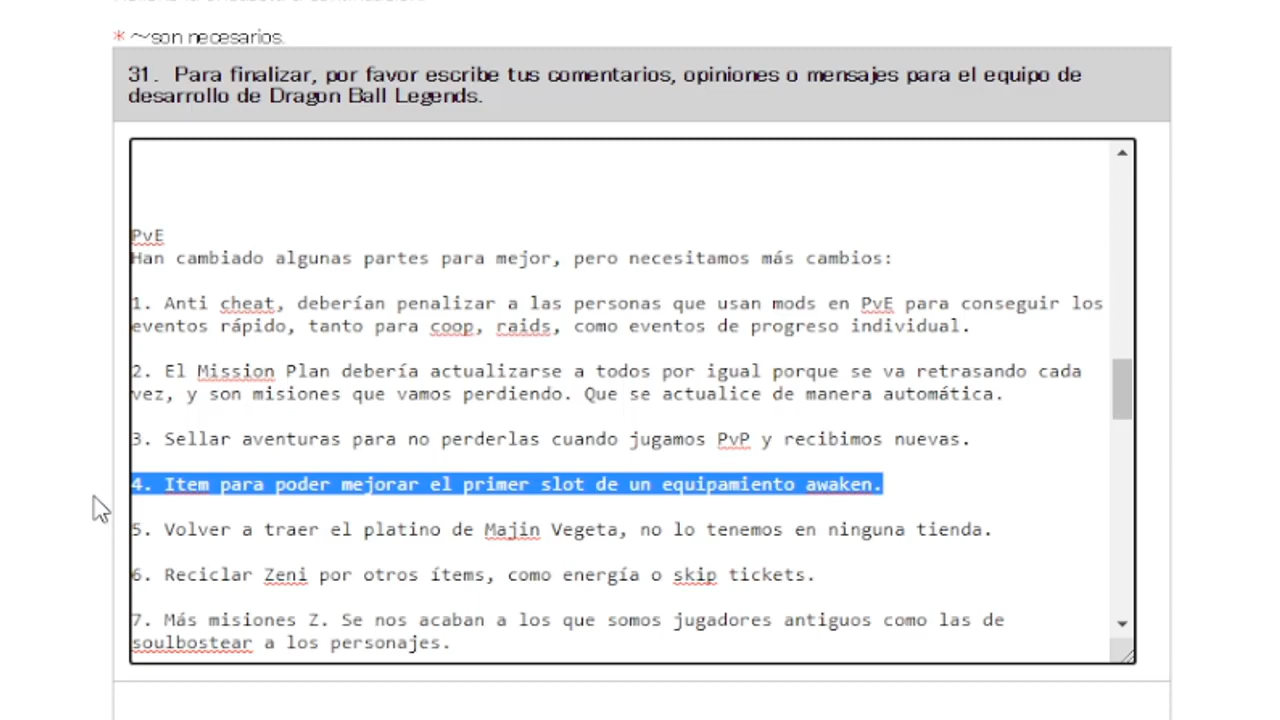 * ~son necesarios.
31. Para finalizar, por favor escribe tus comentarios, opiniones o mensajes para el equipo de
desarrollo de Dragon Ball Legends.
PvE
Han cambiado algunas partes para mejor, pero necesitamos más cambios:
1. Anti cheat, deberían penalizar a las personas que usan mods en PvE para conseguir los
eventos rápido, tanto para coop, raids, como eventos de progreso individual.
2. El Mission Plan debería actualizarse a todos por igual porque se va retrasando cada
vez, y son misiones que vamos perdiendo. Que se actualice de manera automática.
3. Sellar aventuras para no perderlas cuando jugamos PvP y recibimos nuevas.
4. Item para poder mejorar el primer slot de un equipamiento awaken.
5. Volver a traer el platino de Majin Vegeta, no lo tenemos en ninguna tienda.
6. Reciclar Zeni por otros ítems, como energía o skip tickets.
7. Más misiones Z. Se nos acaban a los que somos jugadores antiguos como las de
soulbostear a los personajes.